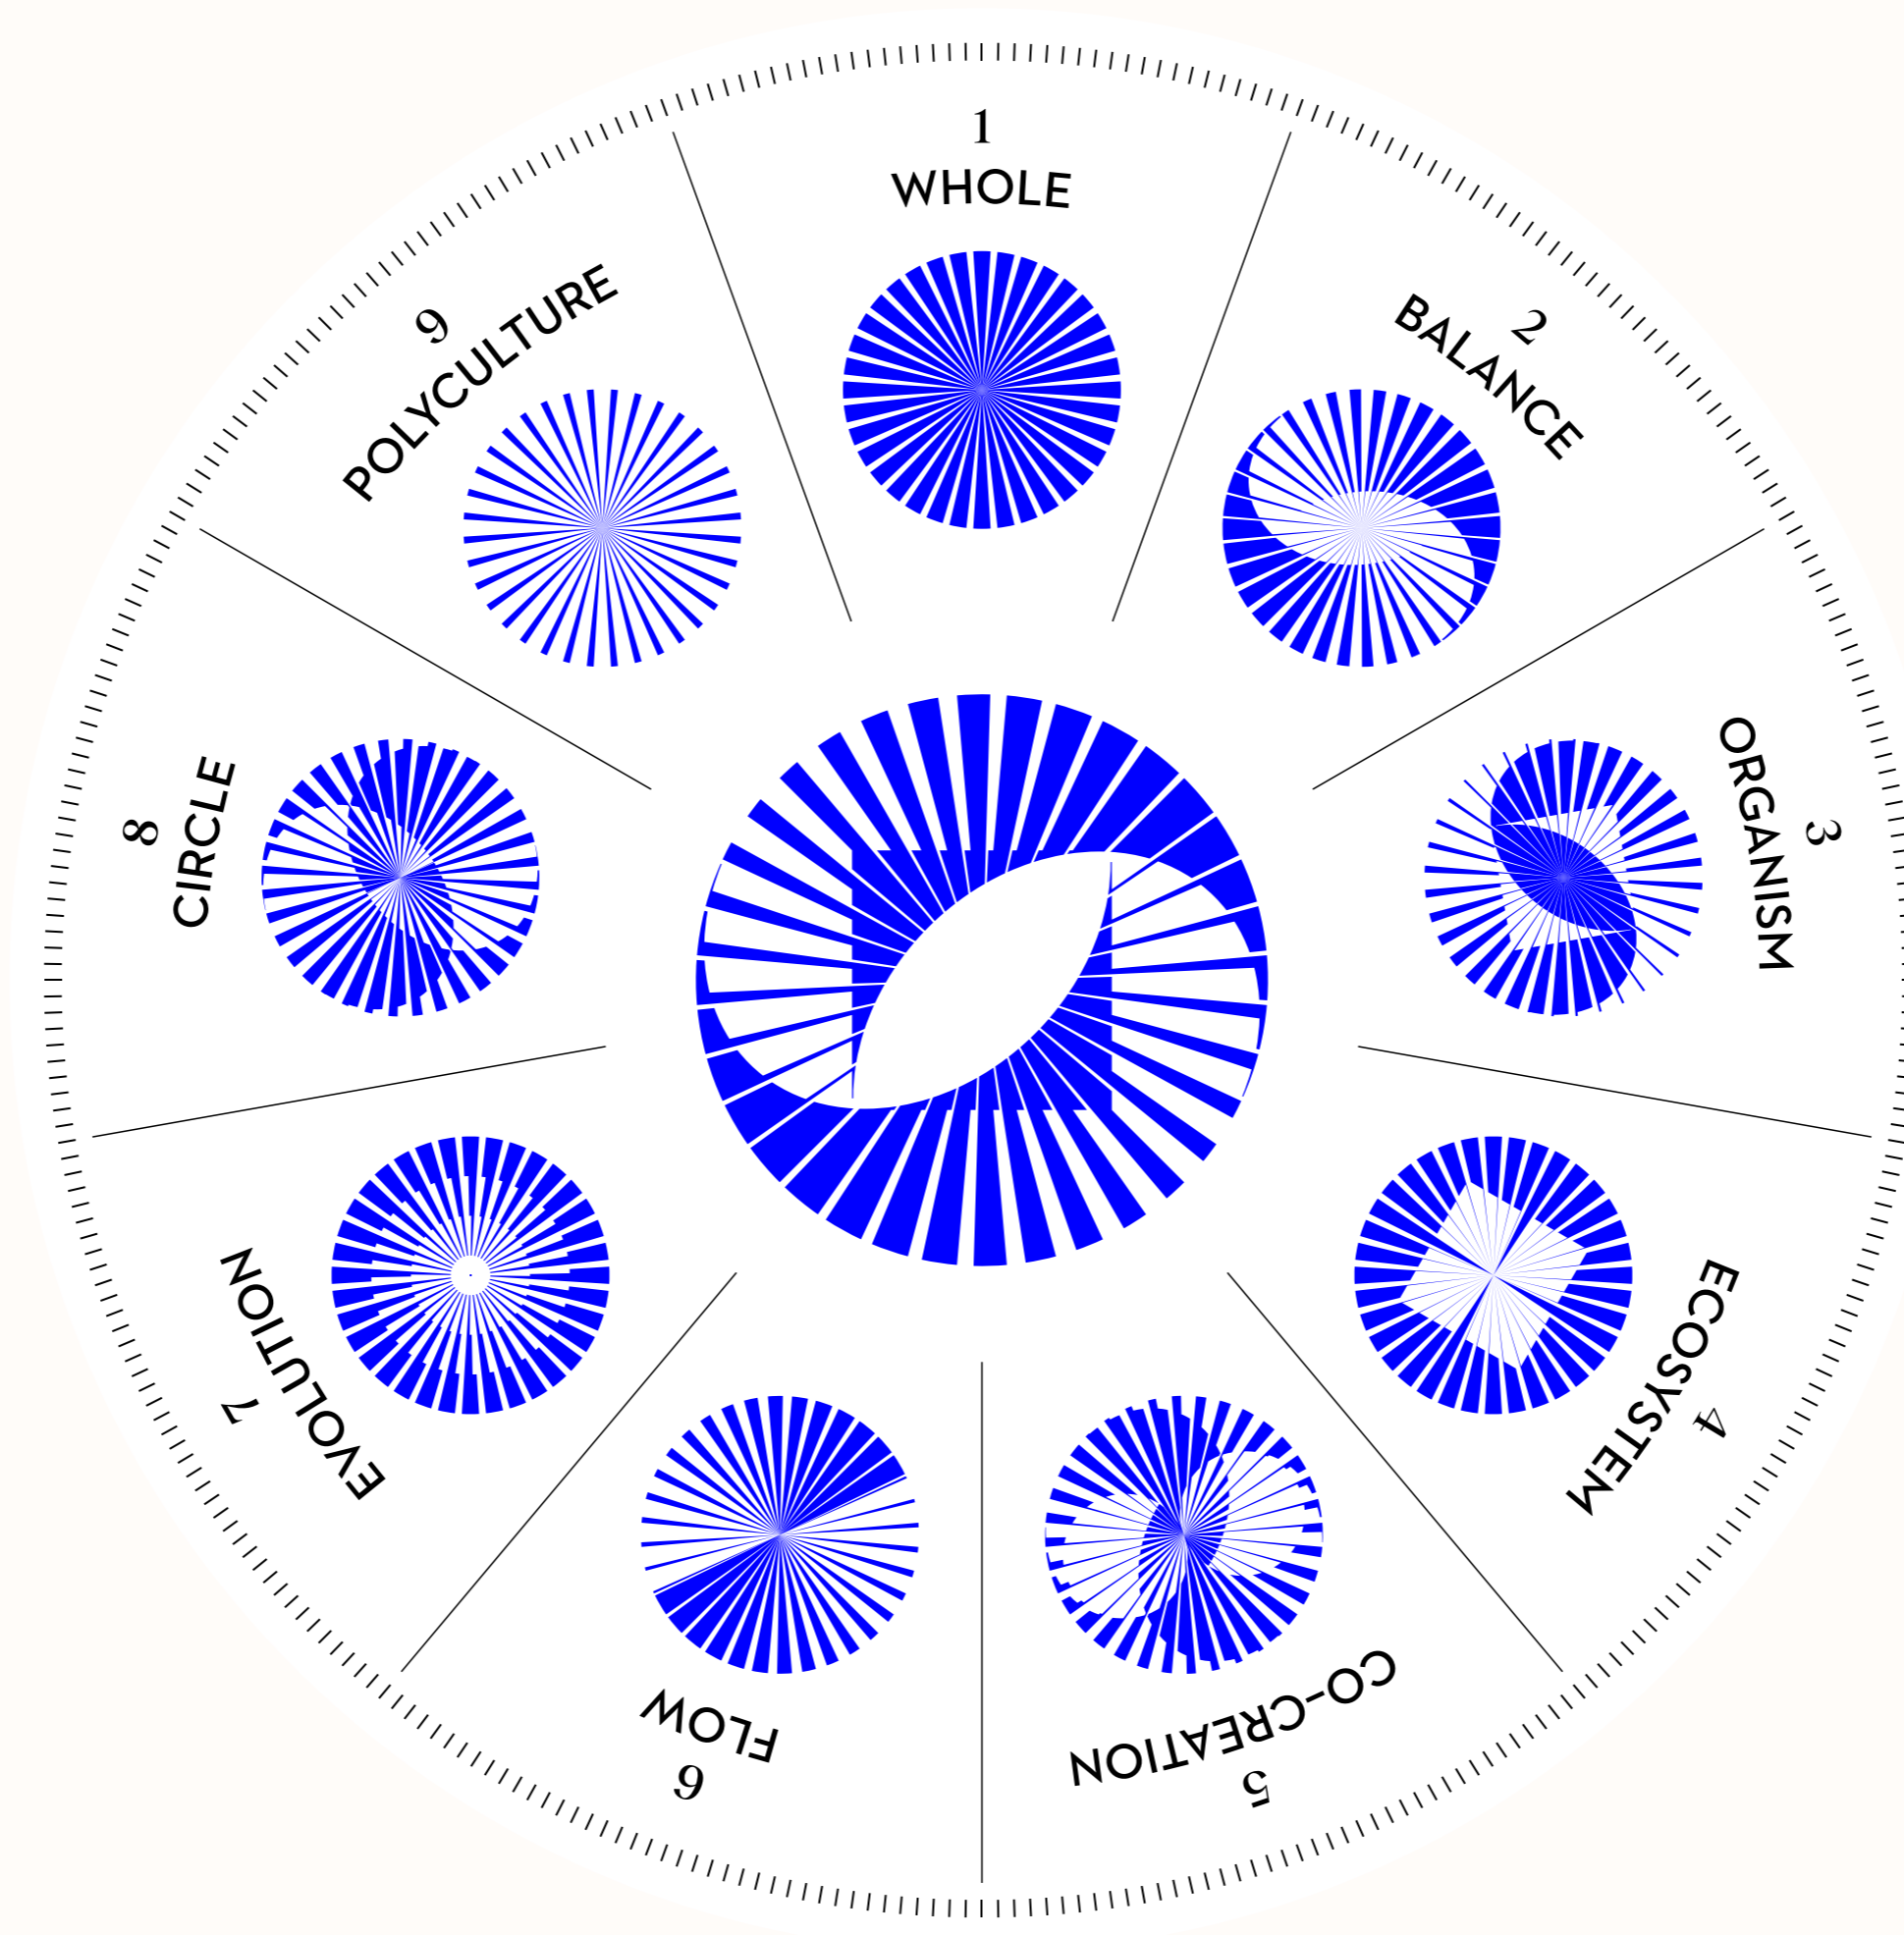 1
WHOLE
2
BALANCE
3
ORGANISM
4
ECOSYSTEM
5
CO-CREATION
6
FLOW
7
EVOLUTION
8
CIRCLE
9
POLYCULTURE